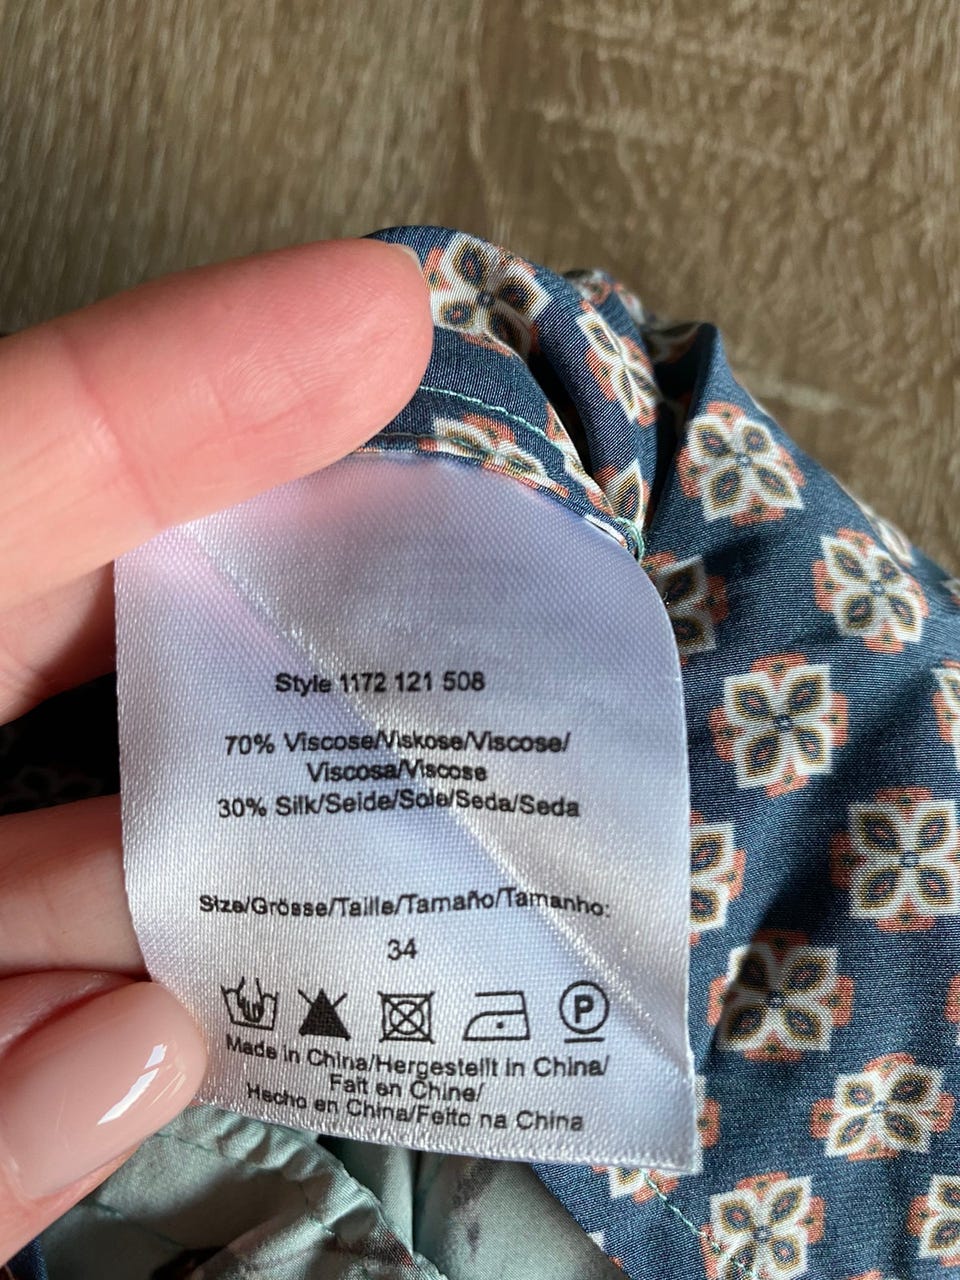 Style 1172 121 508
70% Viscose/Viskose/Viscose/
Viscosa/Viscose
30% Silk/Seide/Soie/Seda/Seda
Size/Grösse/Taille/Tamaño/Tamanho:
34
P
Made in China/Hergestellt in China/
Fait en Chine/
Hecho en China/Feito na China